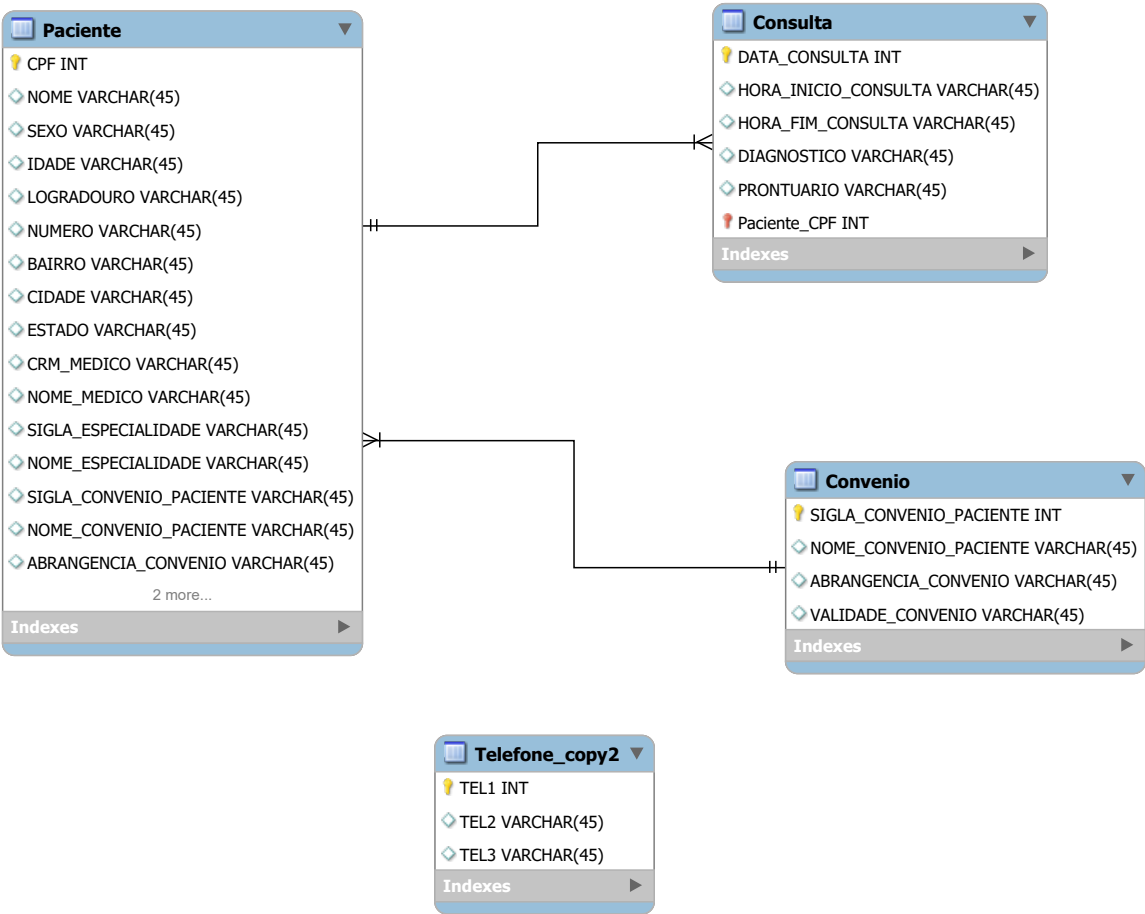 Paciente
CPF INT
NOME VARCHAR(45)
SEXO VARCHAR(45)
IDADE VARCHAR(45)
LOGRADOURO VARCHAR(45)
NUMERO VARCHAR(45)
BAIRRO VARCHAR(45)
CIDADE VARCHAR(45)
ESTADO VARCHAR(45)
CRM_MEDICO VARCHAR(45)
NOME_MEDICO VARCHAR(45)
SIGLA_ESPECIALIDADE VARCHAR(45)
NOME_ESPECIALIDADE VARCHAR(45)
SIGLA_CONVENIO_PACIENTE VARCHAR(45)
NOME_CONVENIO_PACIENTE VARCHAR(45)
ABRANGENCIA_CONVENIO VARCHAR(45)
2 more...
Indexes
Consulta
DATA_CONSULTA INT
HORA_INICIO_CONSULTA VARCHAR(45)
HORA_FIM_CONSULTA VARCHAR(45)
DIAGNOSTICO VARCHAR(45)
PRONTUARIO VARCHAR(45)
Paciente_CPF INT
Indexes
Convenio
SIGLA_CONVENIO_PACIENTE INT
NOME_CONVENIO_PACIENTE VARCHAR(45)
ABRANGENCIA_CONVENIO VARCHAR(45)
VALIDADE_CONVENIO VARCHAR(45)
Indexes
Telefone_copy2
TEL1 INT
TEL2 VARCHAR(45)
TEL3 VARCHAR(45)
Indexes